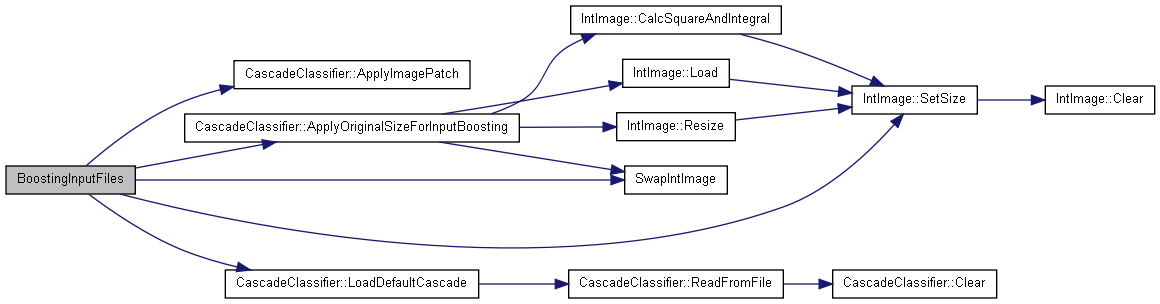 IntImage::CalcSquareAndIntegral
CascadeClassifier::ApplyImagePatch
IntImage::Load
IntImage::SetSize
IntImage::Clear
CascadeClassifier::ApplyOriginalSizeForInputBoosting
IntImage::Resize
BoostingInputFiles
SwapIntImage
CascadeClassifier::LoadDefaultCascade
CascadeClassifier::ReadFromFile
CascadeClassifier::Clear